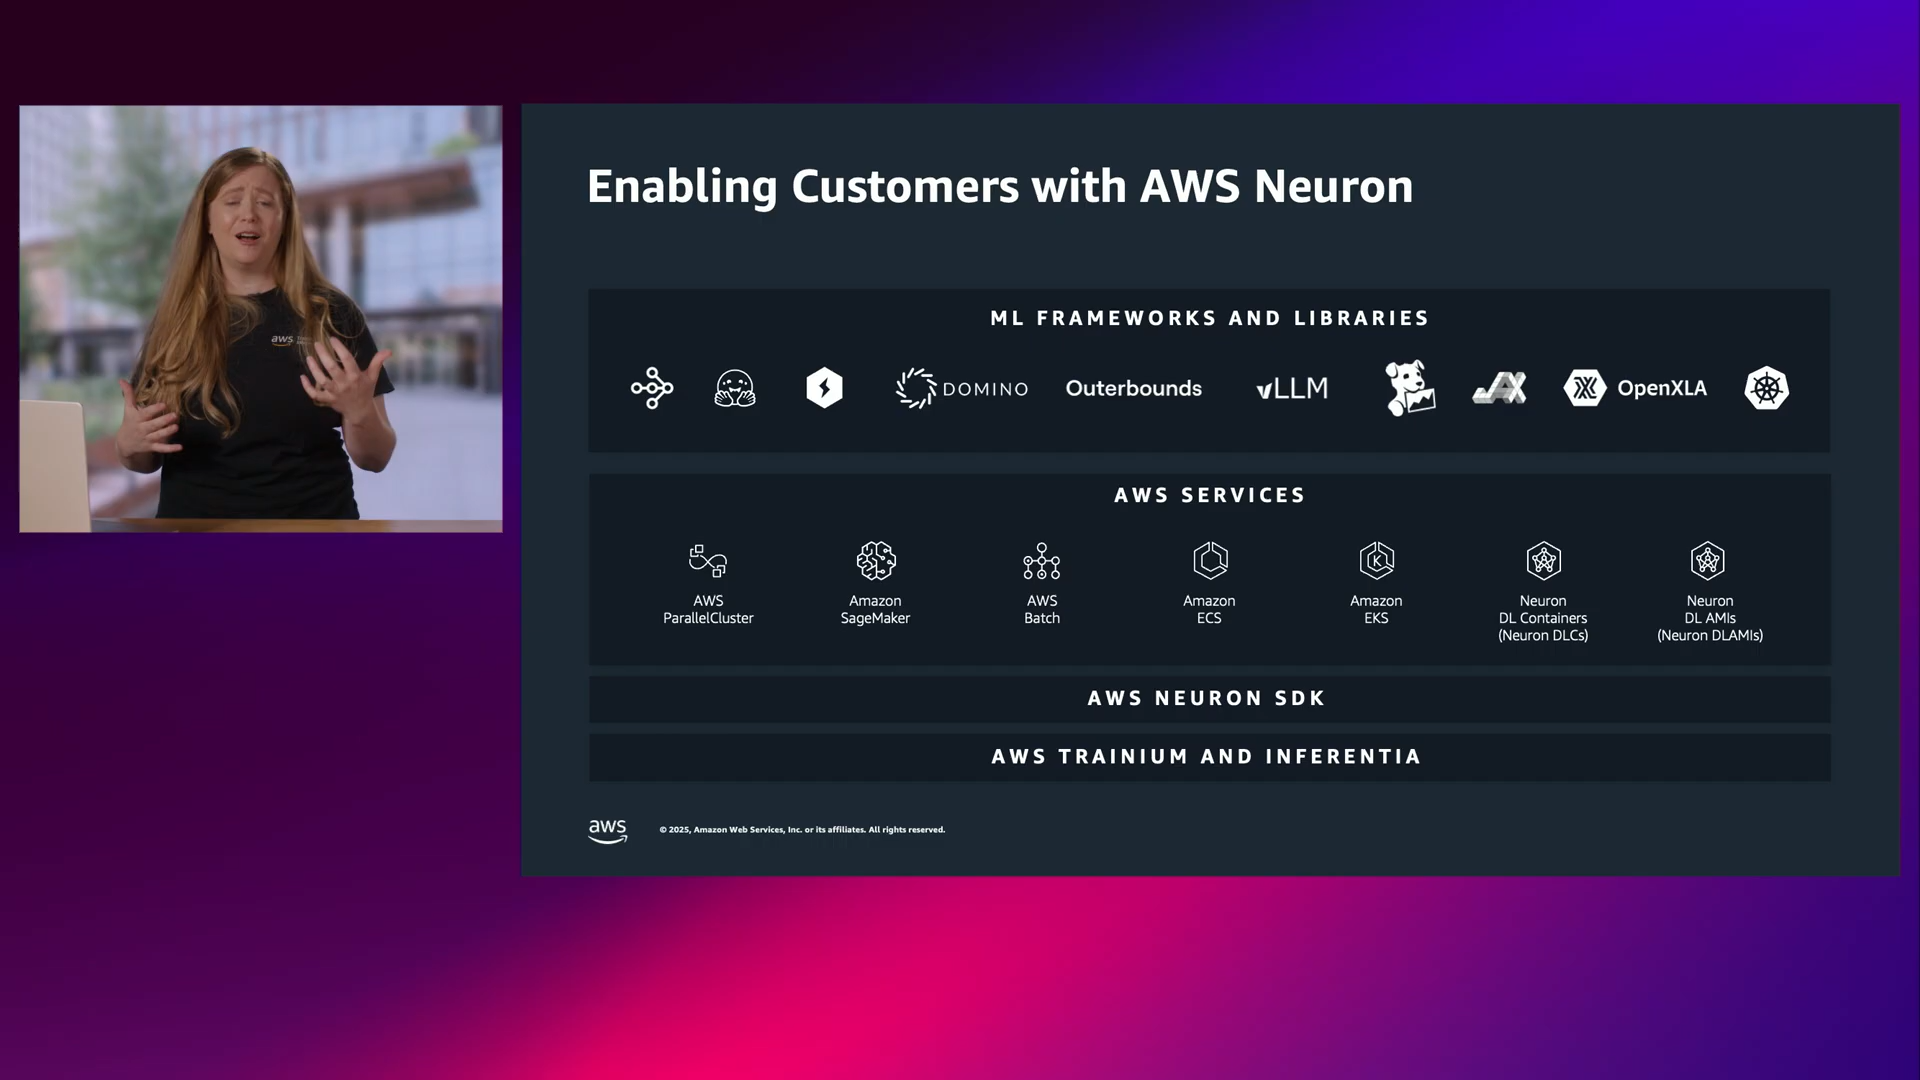 aws
Enabling Customers with AWS Neuron
ML FRAMEWORKS AND LIBRARIES
DOMINO
Outerbounds
vLLM
JAX
OpenXLA
AWS SERVICES
AWS
ParallelCluster
Amazon
SageMaker
AWS
Batch
Amazon
ECS
K
Amazon
EKS
Neuron
DL Containers
(Neuron DLCs)
Neuron
DL AMIs
(Neuron DLAMIs)
AWS NEURON SDK
AWS TRAINIUM AND INFERENTIA
aws
© 2025, Amazon Web Services, Inc. or its affiliates. All rights reserved.